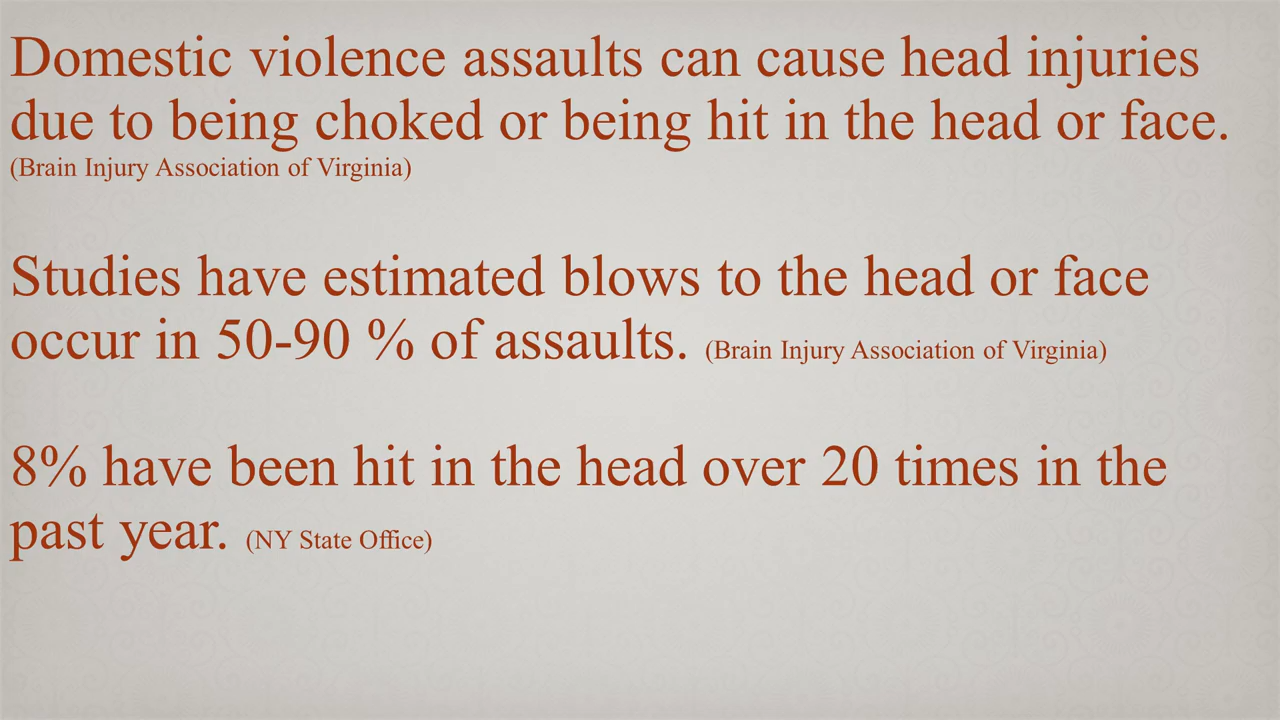 Domestic violence assaults can cause head injuries
due to being choked or being hit in the head or face.
(Brain Injury Association of Virginia)
Studies have estimated blows to the head or face
occur in 50-90 % of assaults. (Brain Injury Association of Virginia)
8% have been hit in the head over 20 times in the
past year. (NY State Office)